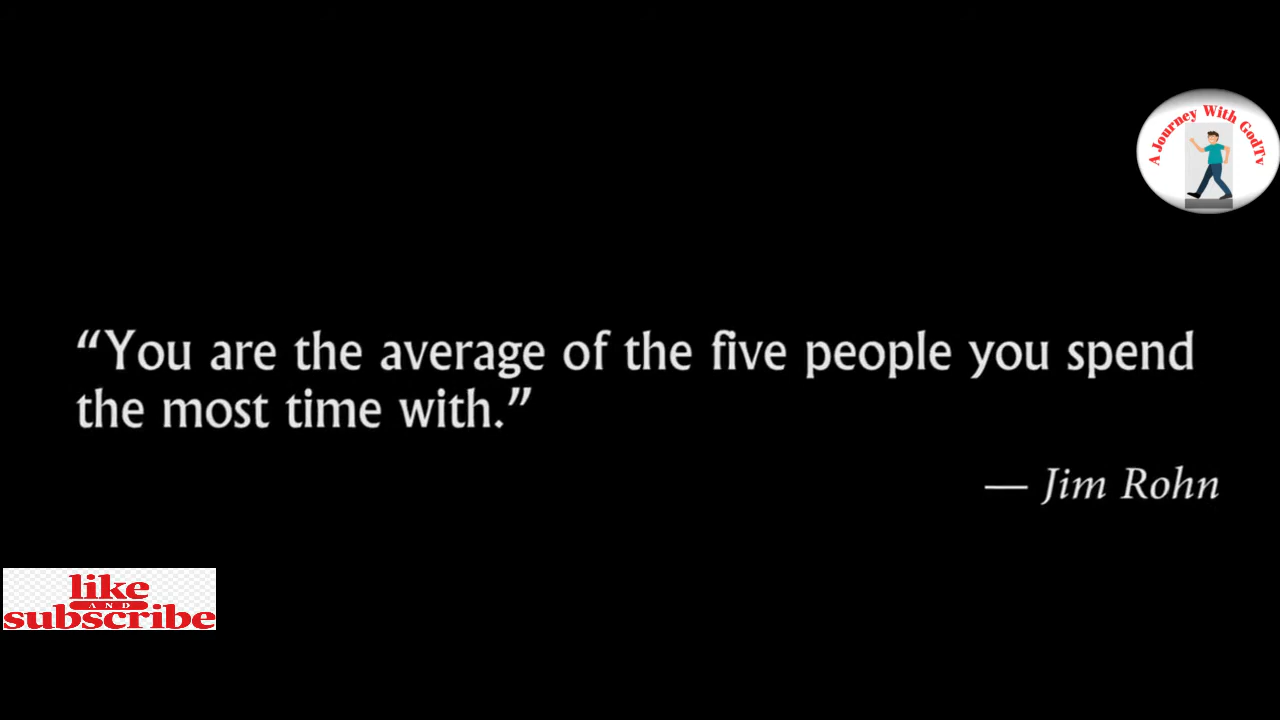 A Journey With GodTv
“You are the average of the five people you spend
the most time with.”
— Jim Rohn
like
AND
subscribe